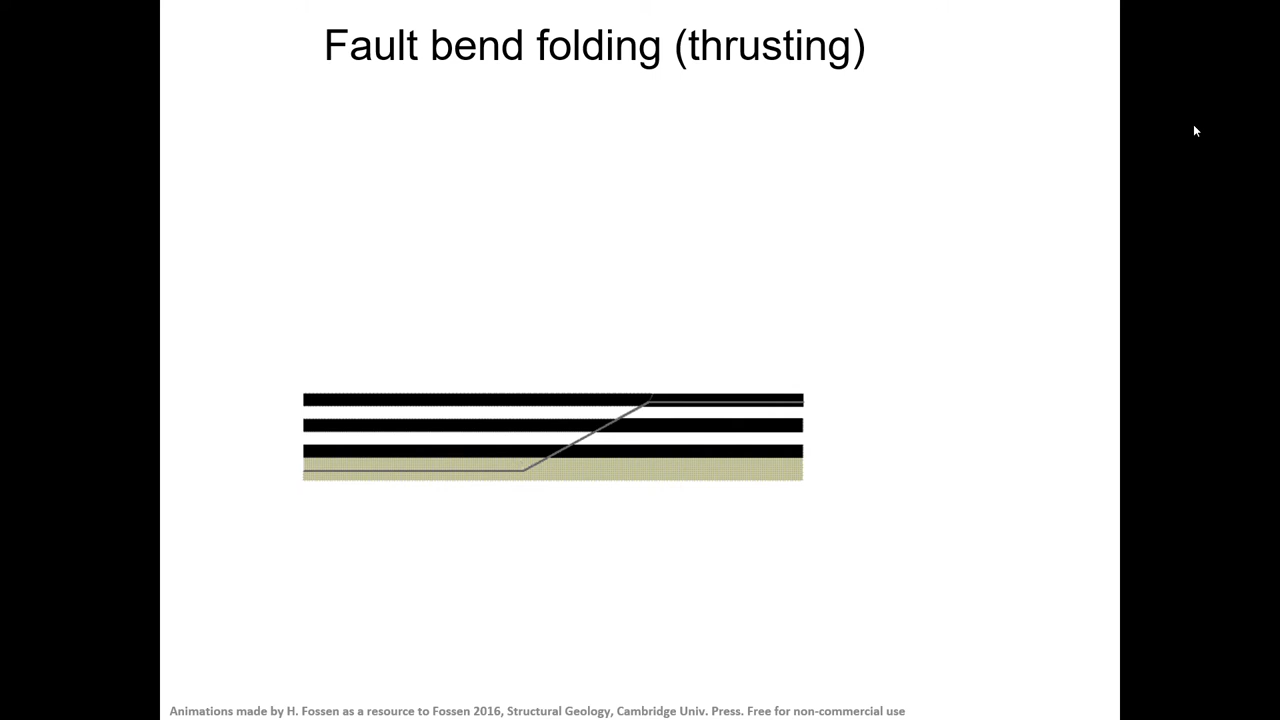 Fault bend folding (thrusting)
Animations made by H. Fossen as a resource to Fossen 2016, Structural Geology, Cambridge Univ. Press. Free for non-commercial use